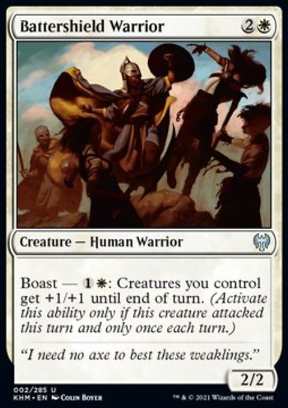 Battershield Warrior 2
Creature — Human Warrior
Boast — 1: Creatures you control
get +1/+1 until end of turn. (Activate
this ability only if this creature attacked
this turn and only once each turn.)
"I need no axe to best these weaklings."
2/2
002/285 U
KHM • EN COLIN BOYER
™ & © 2021 Wizards of the Coast